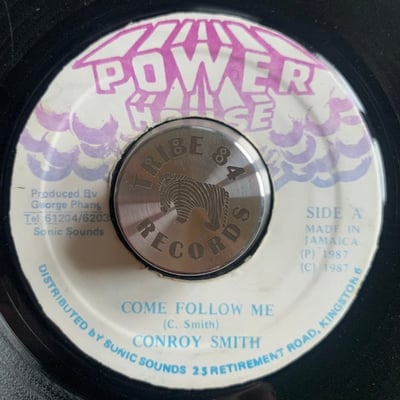 POWER
HOUSE
Produced By
George Phang
Tel: 61204/6203
Sonic Sounds
SIDE A
MADE IN
JAMAICA
(P) 1987
(C) 1987
TRIBE 84
RECORDS
COME FOLLOW ME
(C. Smith)
CONROY SMITH
DISTRIBUTED BY SONIC SOUNDS 25 RETIREMENT ROAD, KINGSTON 5